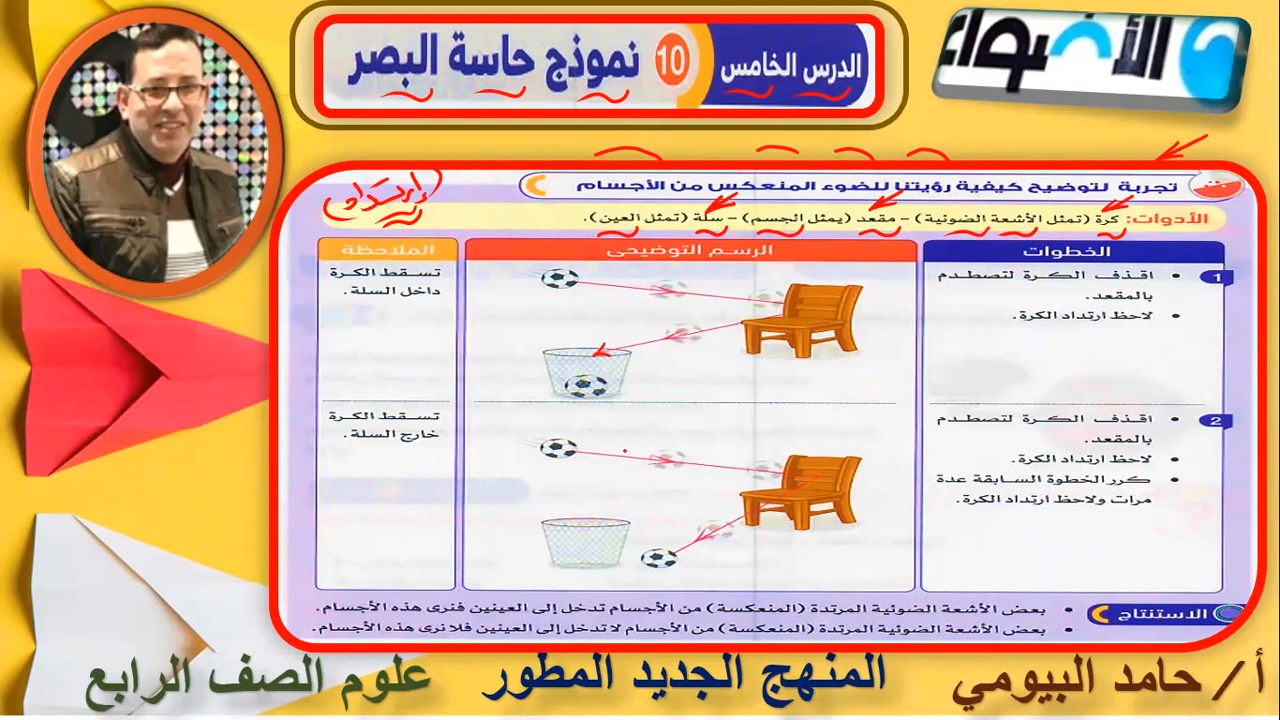 الدرس الخامس 10 نموذج حاسة البصر
الأضواء
تجربة لتوضيح كيفية رؤيتنا للضوء المنعكس من الأجسام
الأدوات: كرة (تمثل الأشعة الضوئية) - مقعد (يمثل الجسم) - سلة (تمثل العين).
إرتداد
الخطوات
الرسم التوضيحى
الملاحظة
1
اقذف الكرة لتصطدم
بالمقعد.
لاحظ ارتداد الكرة.
تسقط الكرة
داخل السلة.
2
اقذف الكرة لتصطدم
بالمقعد.
لاحظ ارتداد الكرة.
كرر الخطوة السابقة عدة
مرات ولاحظ ارتداد الكرة.
تسقط الكرة
خارج السلة.
الاستنتاج
بعض الأشعة الضوئية المرتدة (المنعكسة) من الأجسام تدخل إلى العينين فنرى هذه الأجسام.
بعض الأشعة الضوئية المرتدة (المنعكسة) من الأجسام لا تدخل إلى العينين فلا نرى هذه الأجسام.
أ/ حامد البيومي
المنهج الجديد المطور
علوم الصف الرابع